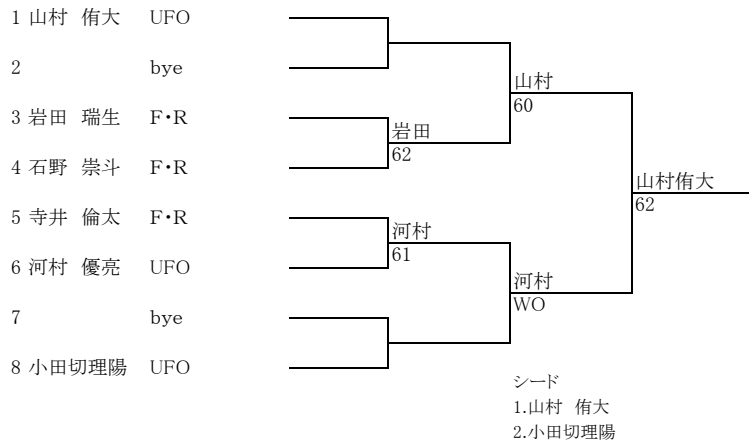 1 山村 侑大 UFO
2 bye
山村
60
3 岩田 瑞生 F・R
岩田
62
4 石野 崇斗 F・R
山村侑大
62
5 寺井 倫太 F・R
河村
61
6 河村 優亮 UFO
河村
WO
7 bye
8 小田切理陽 UFO
シード
1.山村 侑大
2.小田切理陽